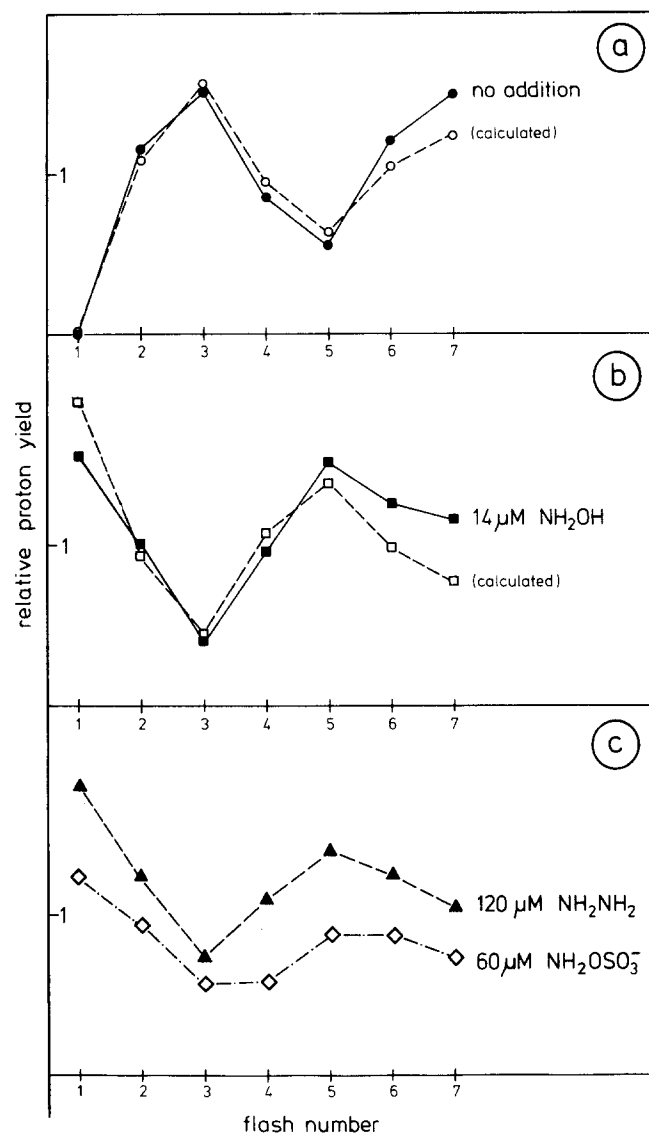 a
no addition
(calculated)
1
1 2 3 4 5 6 7
b
relative proton yield
14 µM NH₂OH
1
(calculated)
1 2 3 4 5 6 7
c
120 µM NH₂NH₂
1
60 µM NH₂OSO₃⁻
1 2 3 4 5 6 7
flash number